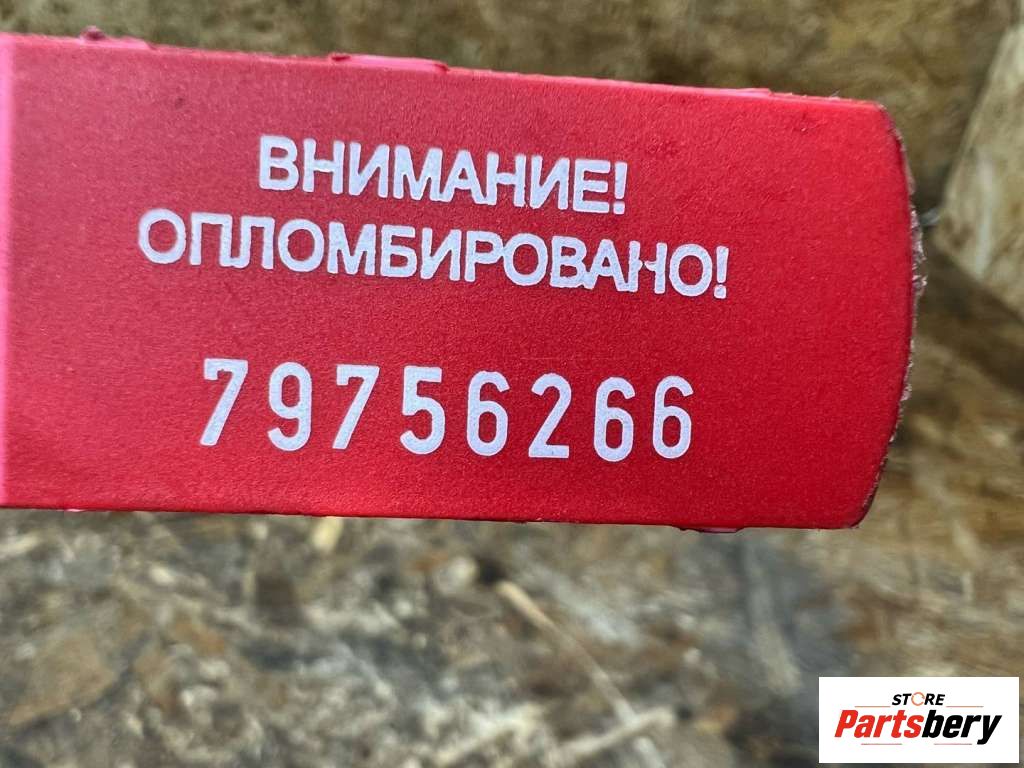 ВНИМАНИЕ!
ОПЛОМБИРОВАНО!
79756266
STORE
Partsbery